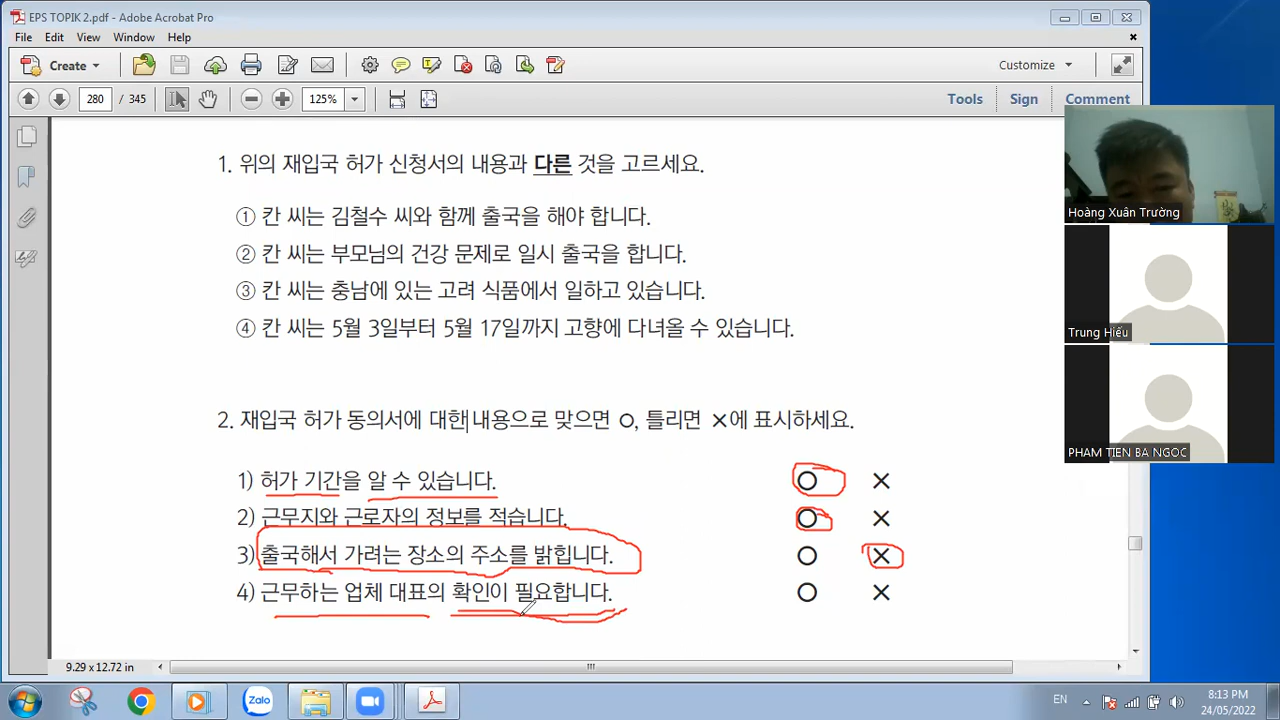 EPS TOPIK 2.pdf - Adobe Acrobat Pro
File Edit View Window Help
Create Customize
280 / 345 125% Tools Sign Comment
1. 위의 재입국 허가 신청서의 내용과 다른 것을 고르세요.
① 칸 씨는 김철수 씨와 함께 출국을 해야 합니다.
② 칸 씨는 부모님의 건강 문제로 일시 출국을 합니다.
③ 칸 씨는 충남에 있는 고려 식품에서 일하고 있습니다.
④ 칸 씨는 5월 3일부터 5월 17일까지 고향에 다녀올 수 있습니다.
2. 재입국 허가 동의서에 대한 내용으로 맞으면 ○, 틀리면 ×에 표시하세요.
1) 허가 기간을 알 수 있습니다. ○ ×
2) 근무지와 근로자의 정보를 적습니다. ○ ×
3) 출국해서 가려는 장소의 주소를 밝힙니다. ○ ×
4) 근무하는 업체 대표의 확인이 필요합니다. ○ ×
Hoàng Xuân Trường
Trung Hiếu
PHAM TIEN BA NGOC
9.29 x 12.72 in
Zalo
EN
8:13 PM
24/05/2022